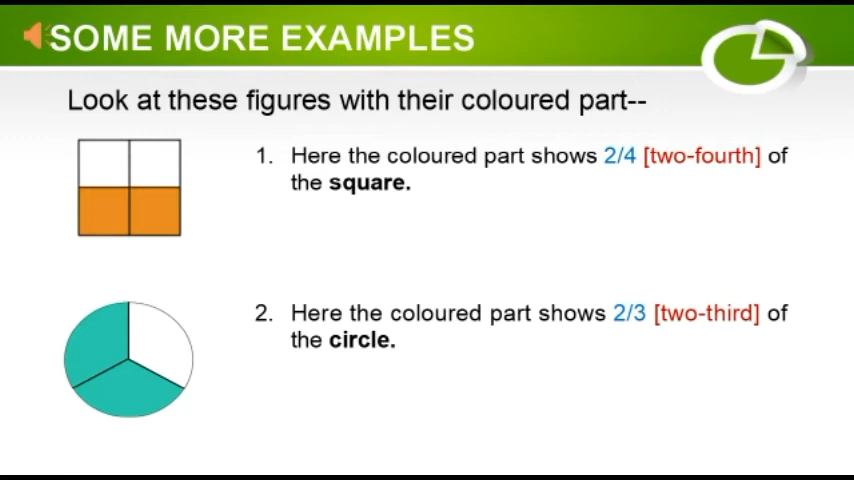 SOME MORE EXAMPLES
Look at these figures with their coloured part--
1. Here the coloured part shows 2/4 [two-fourth] of
the square.
2. Here the coloured part shows 2/3 [two-third] of
the circle.